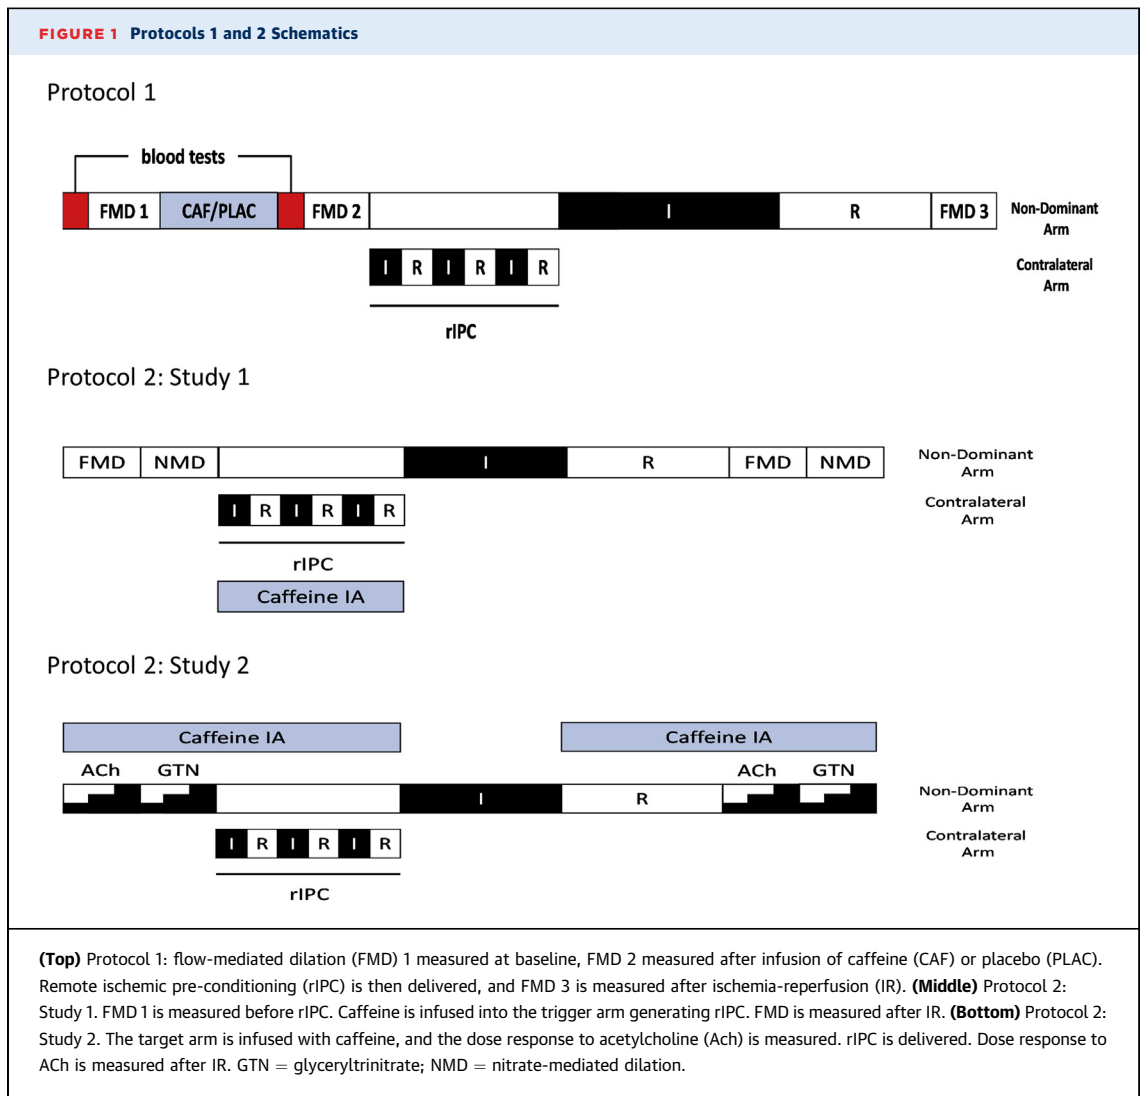 FIGURE 1 Protocols 1 and 2 Schematics
Protocol 1
blood tests
FMD 1 CAF/PLAC FMD 2 I R FMD 3 Non-Dominant
Arm
I R I R I R Contralateral
Arm
rIPC
Protocol 2: Study 1
FMD NMD I R FMD NMD Non-Dominant
Arm
I R I R I R Contralateral
Arm
rIPC
Caffeine IA
Protocol 2: Study 2
Caffeine IA Caffeine IA
ACh GTN ACh GTN
I R Non-Dominant
Arm
I R I R I R Contralateral
Arm
rIPC
(Top) Protocol 1: flow-mediated dilation (FMD) 1 measured at baseline, FMD 2 measured after infusion of caffeine (CAF) or placebo (PLAC).
Remote ischemic pre-conditioning (rIPC) is then delivered, and FMD 3 is measured after ischemia-reperfusion (IR). (Middle) Protocol 2:
Study 1. FMD 1 is measured before rIPC. Caffeine is infused into the trigger arm generating rIPC. FMD is measured after IR. (Bottom) Protocol 2:
Study 2. The target arm is infused with caffeine, and the dose response to acetylcholine (Ach) is measured. rIPC is delivered. Dose response to
ACh is measured after IR. GTN = glyceryltrinitrate; NMD = nitrate-mediated dilation.